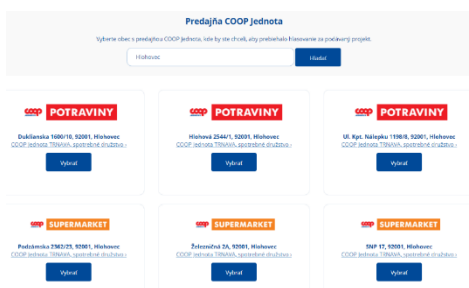 Predajňa COOP Jednota
Vyberte obec s predajňou COOP Jednota, kde by ste chceli, aby prebiehalo hlasovanie za podávaný projekt.
Hlohovec
Hľadať
coop POTRAVINY
coop POTRAVINY
coop POTRAVINY
Duklianska 1600/10, 92001, Hlohovec
Hlohová 2544/1, 92001, Hlohovec
Ul. Kpt. Nálepku 1198/8, 92001, Hlohovec
COOP Jednota TRNAVA, spotrebné družstvo ›
COOP Jednota TRNAVA, spotrebné družstvo ›
COOP Jednota TRNAVA, spotrebné družstvo ›
Vybrať
Vybrať
Vybrať
coop SUPERMARKET
coop SUPERMARKET
coop SUPERMARKET
Podzámska 2362/23, 92001, Hlohovec
Železničná 2A, 92001, Hlohovec
SNP 17, 92001, Hlohovec
COOP Jednota TRNAVA, spotrebné družstvo ›
COOP Jednota TRNAVA, spotrebné družstvo ›
COOP Jednota TRNAVA, spotrebné družstvo ›
Vybrať
Vybrať
Vybrať